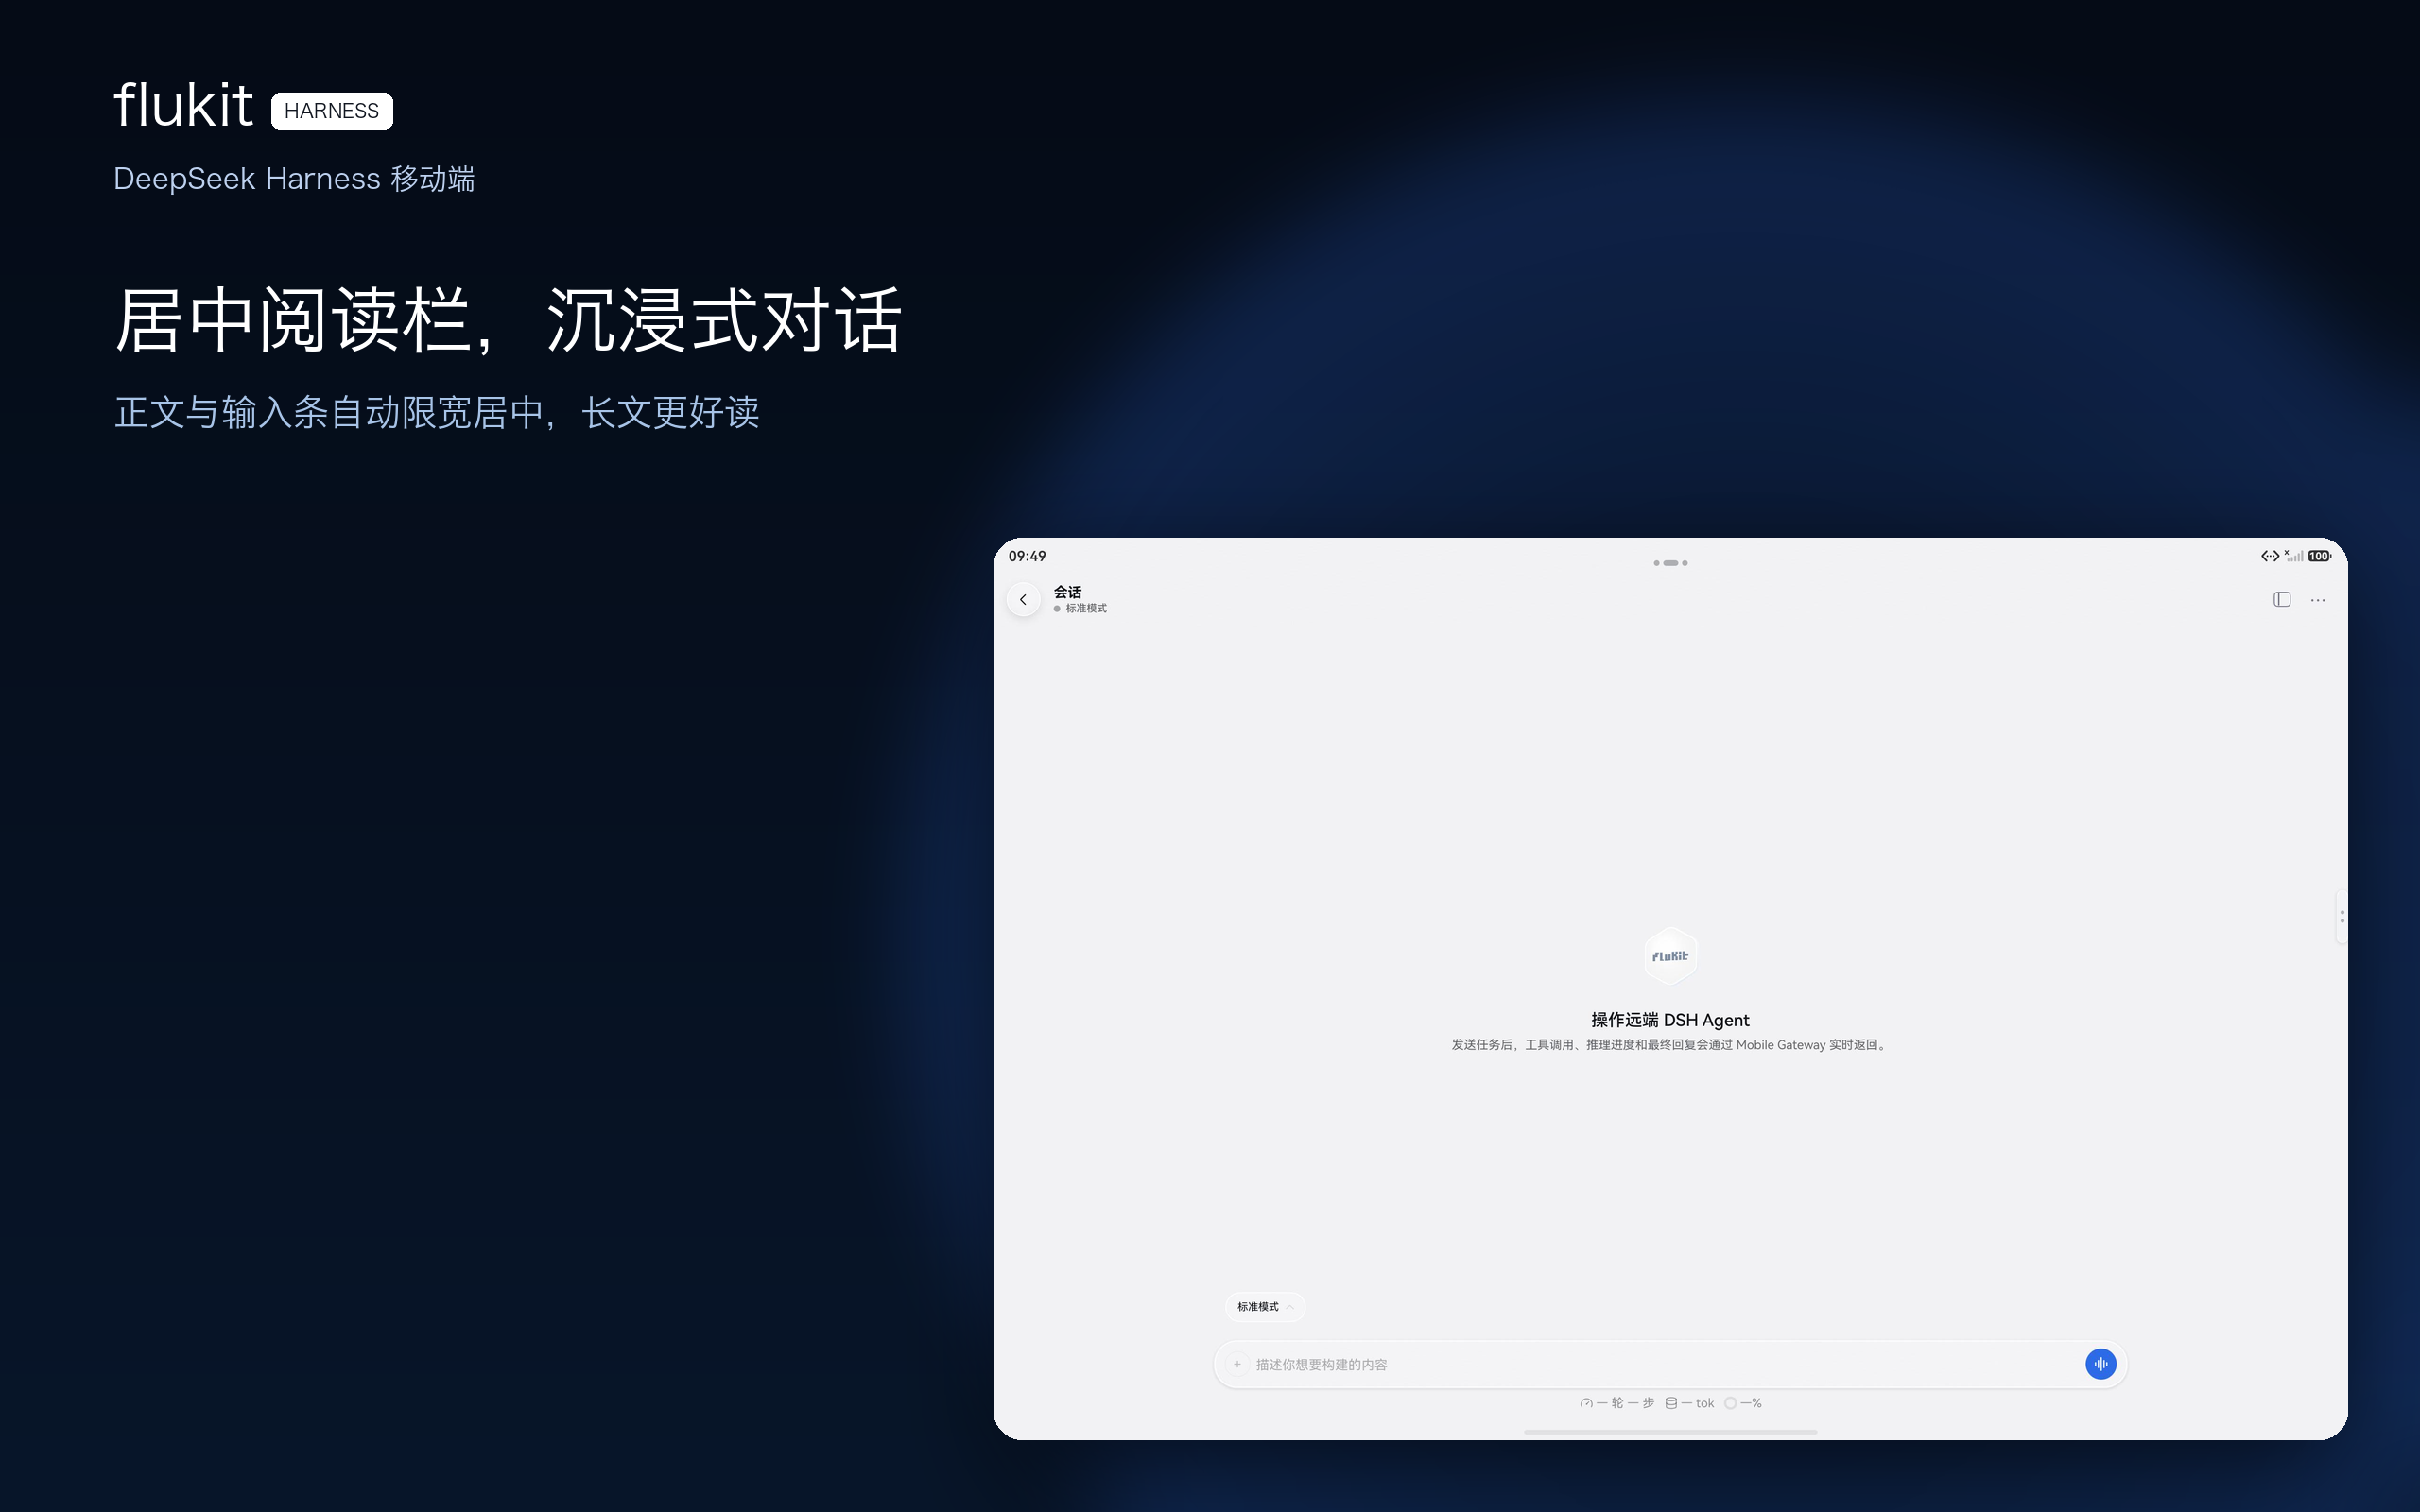 flukit HARNESS
DeepSeek Harness 移动端
居中阅读栏，沉浸式对话
正文与输入条自动限宽居中，长文更好读
09:49
100
会话
标准模式
fluKit
操作远端 DSH Agent
发送任务后，工具调用、推理进度和最终回复会通过 Mobile Gateway 实时返回。
标准模式
描述你想要构建的内容
— 轮 — 步 — tok —%